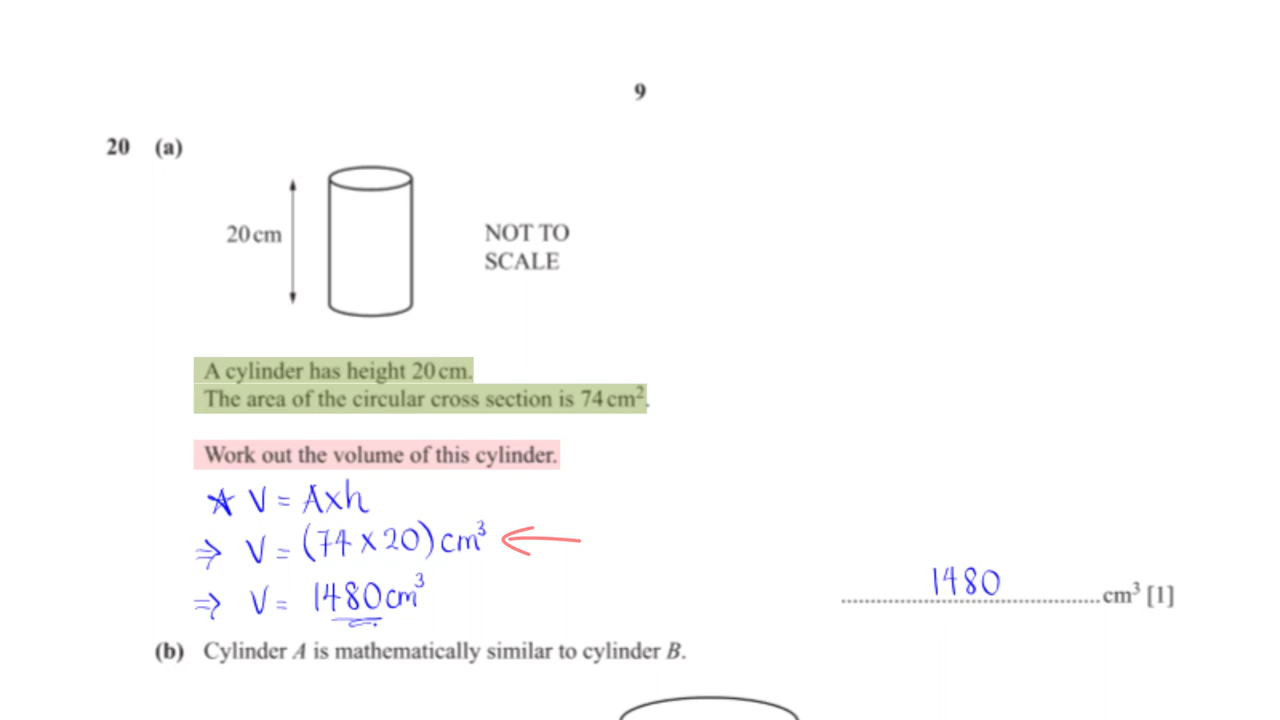 9
20 (a)
20 cm
NOT TO
SCALE
A cylinder has height 20 cm.
The area of the circular cross section is 74 cm².
Work out the volume of this cylinder.
☆ V = A×h
⇒ V = (74 × 20) cm³
⇒ V = 1480 cm³
1480 cm³ [1]
(b) Cylinder A is mathematically similar to cylinder B.